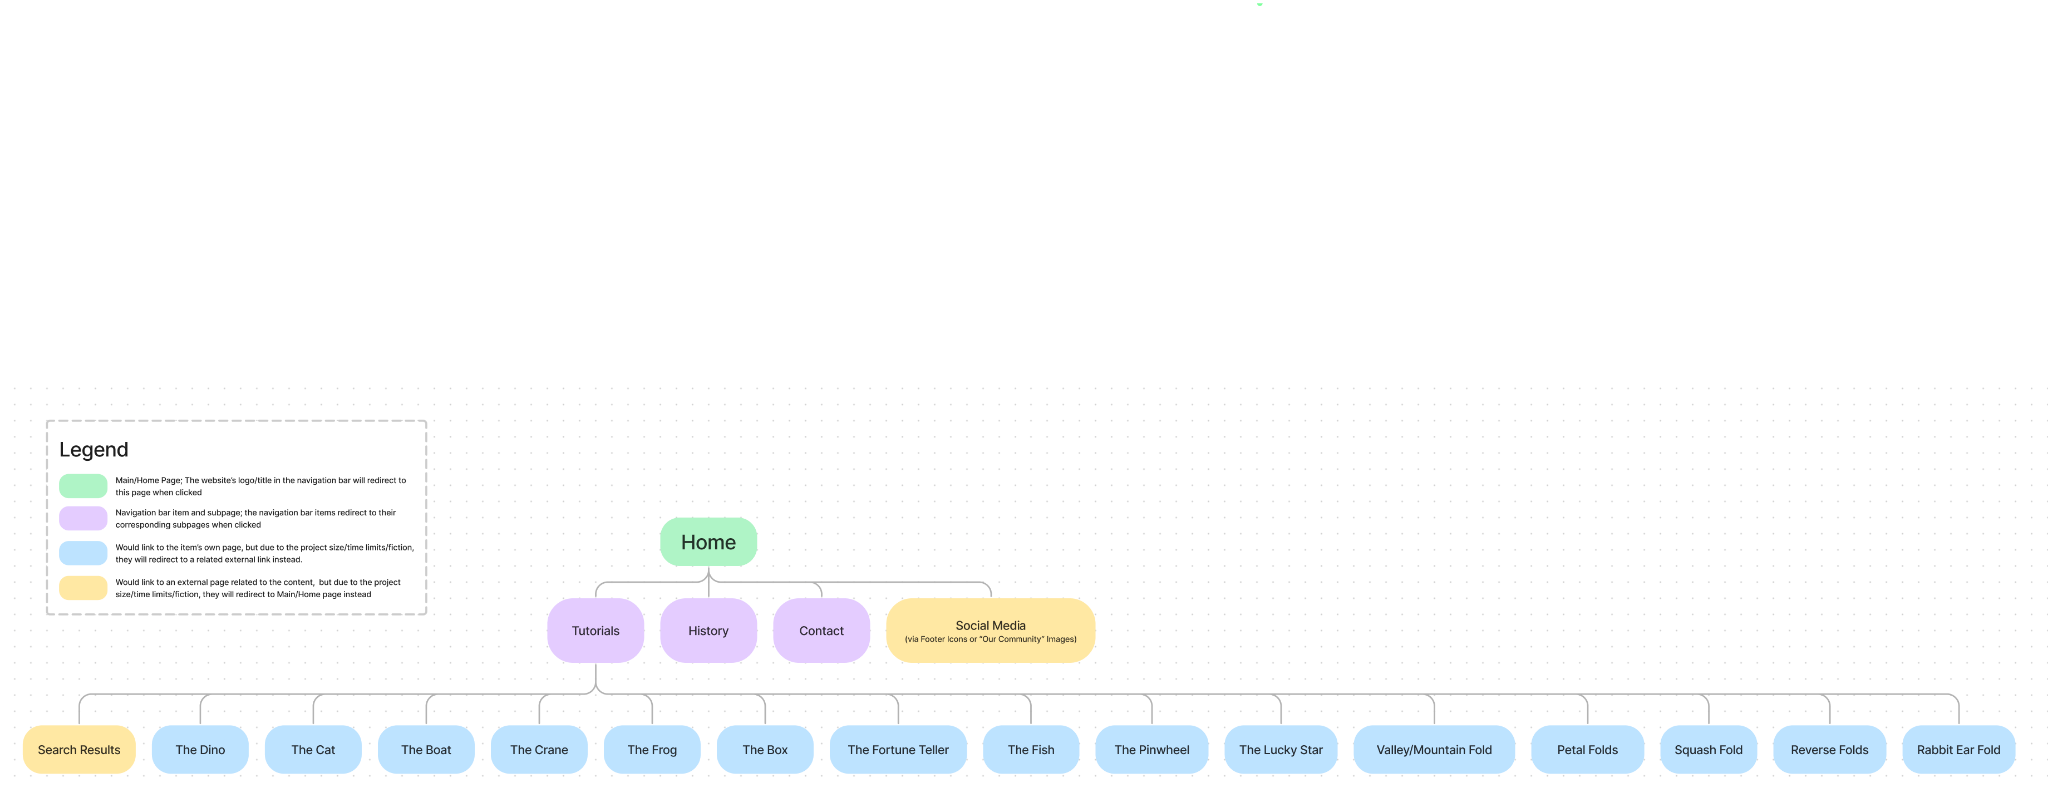 Legend
Main/Home Page; The website's logo/title in the navigation bar will redirect to
this page when clicked
Navigation bar item and subpage; the navigation bar items redirect to their
corresponding subpages when clicked
Would link to the item's own page, but due to the project size/time limits/fiction,
they will redirect to a related external link instead.
Would link to an external page related to the content, but due to the project
size/time limits/fiction, they will redirect to Main/Home page instead
Home
Tutorials
History
Contact
Social Media
(via Footer Icons or "Our Community" Images)
Search Results
The Dino
The Cat
The Boat
The Crane
The Frog
The Box
The Fortune Teller
The Fish
The Pinwheel
The Lucky Star
Valley/Mountain Fold
Petal Folds
Squash Fold
Reverse Folds
Rabbit Ear Fold